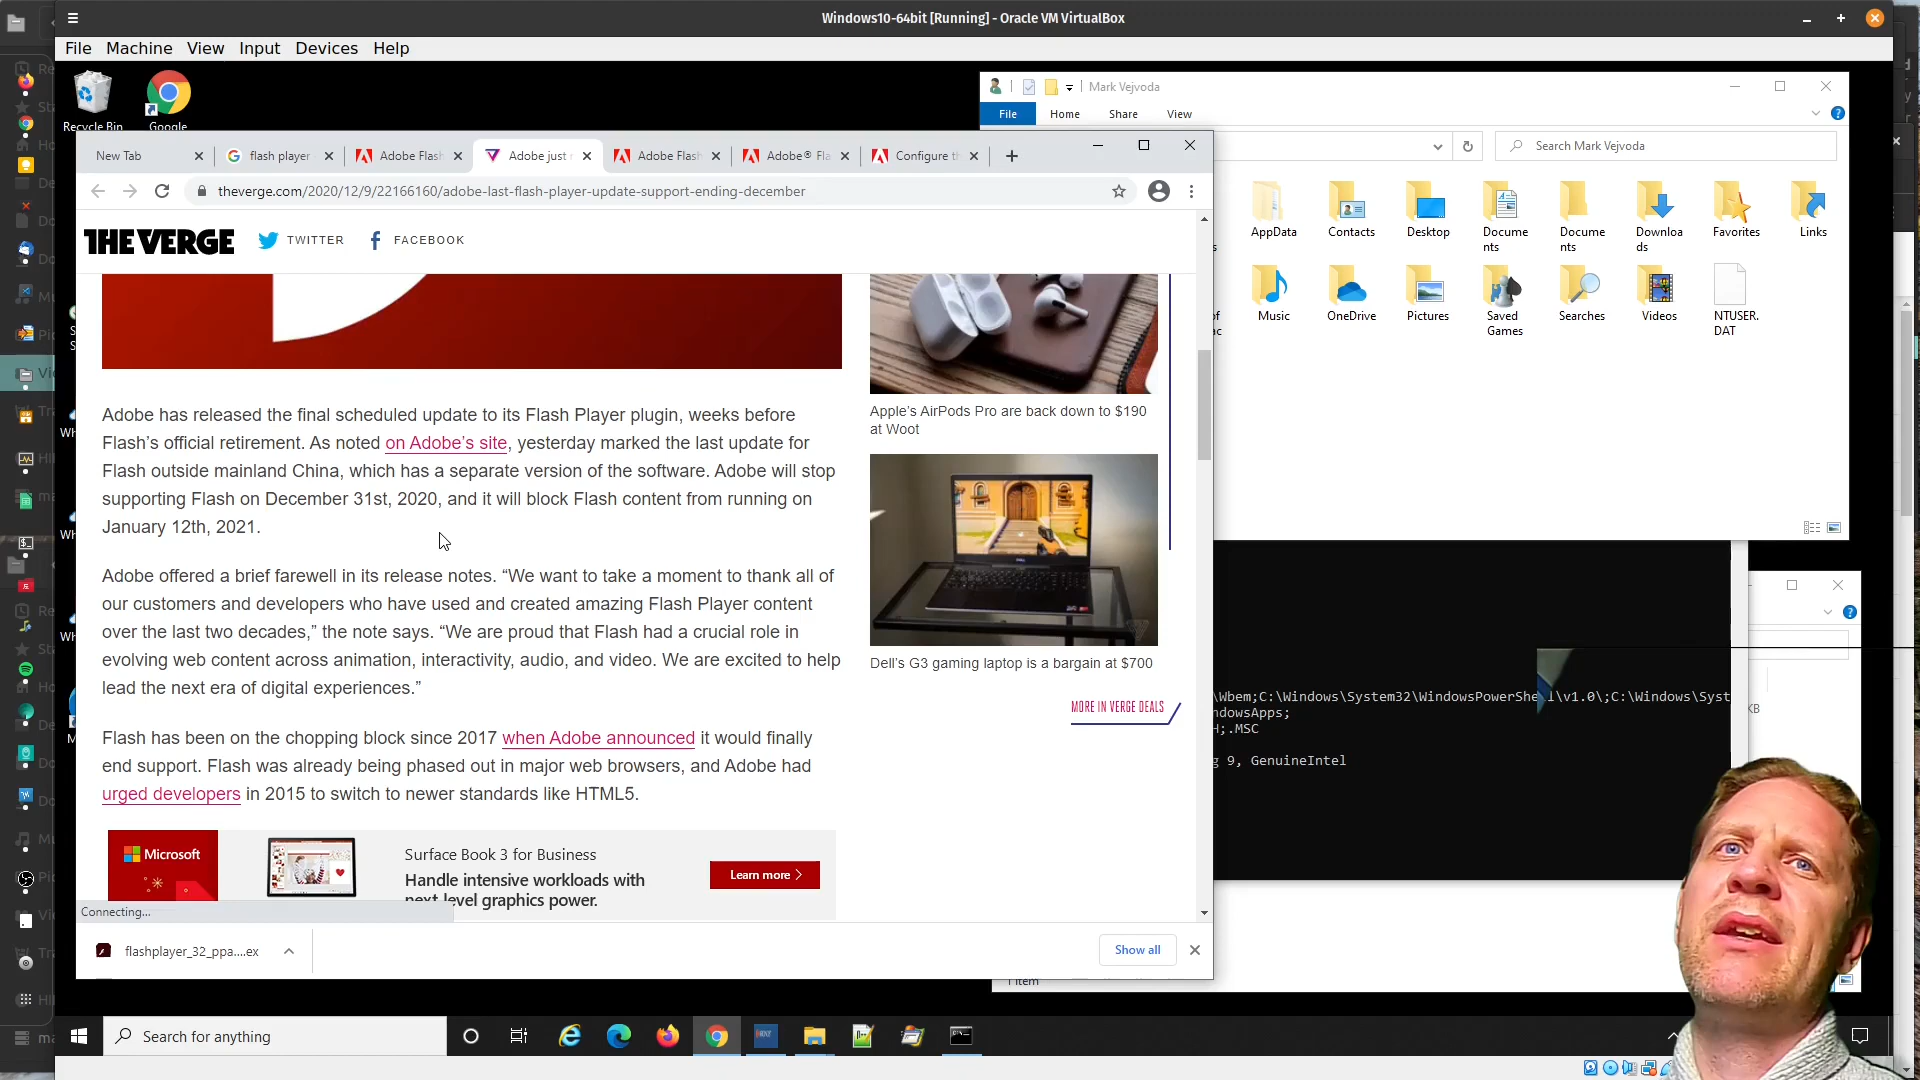 Windows10-64bit [Running] - Oracle VM VirtualBox
File Machine View Input Devices Help
Recycle Bin
Google
Mark Vejvoda
File Home Share View
Search Mark Vejvoda
New Tab
flash player
Adobe Flash
Adobe just
Adobe Flas
Adobe® Fla
Configure t
theverge.com/2020/12/9/22166160/adobe-last-flash-player-update-support-ending-december
THE VERGE
TWITTER
FACEBOOK
AppData
Contacts
Desktop
Docume
nts
Docume
nts
Downloa
ds
Favorites
Links
Music
OneDrive
Pictures
Saved
Games
Searches
Videos
NTUSER.
DAT
Adobe has released the final scheduled update to its Flash Player plugin, weeks before
Flash’s official retirement. As noted on Adobe’s site, yesterday marked the last update for
Flash outside mainland China, which has a separate version of the software. Adobe will stop
supporting Flash on December 31st, 2020, and it will block Flash content from running on
January 12th, 2021.
Adobe offered a brief farewell in its release notes. “We want to take a moment to thank all of
our customers and developers who have used and created amazing Flash Player content
over the last two decades,” the note says. “We are proud that Flash had a crucial role in
evolving web content across animation, interactivity, audio, and video. We are excited to help
lead the next era of digital experiences.”
Flash has been on the chopping block since 2017 when Adobe announced it would finally
end support. Flash was already being phased out in major web browsers, and Adobe had
urged developers in 2015 to switch to newer standards like HTML5.
Apple’s AirPods Pro are back down to $190
at Woot
Dell’s G3 gaming laptop is a bargain at $700
MORE IN VERGE DEALS
\Wbem;C:\Windows\System32\WindowsPowerShell\v1.0\;C:\Windows\Syst
ndowsApps;
H;.MSC
g 9, GenuineIntel
KB
Microsoft
Surface Book 3 for Business
Handle intensive workloads with
next-level graphics power.
Learn more
Connecting...
flashplayer_32_ppa....ex
Show all
1 item
Search for anything